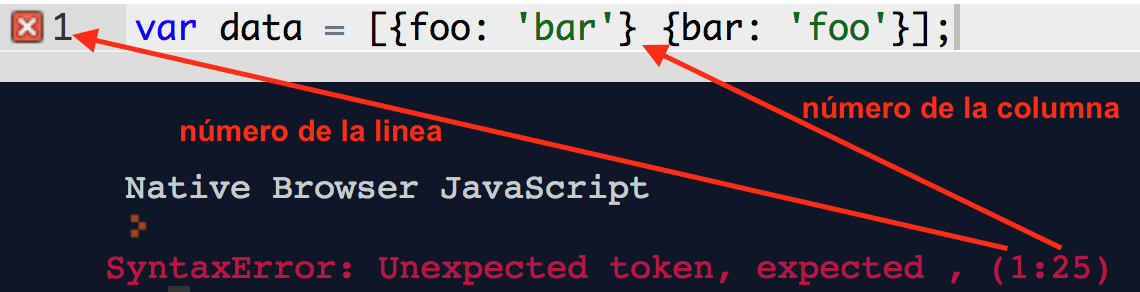 1 var data = [{foo: 'bar'} {bar: 'foo'}];
número de la columna
número de la linea
Native Browser JavaScript
SyntaxError: Unexpected token, expected , (1:25)